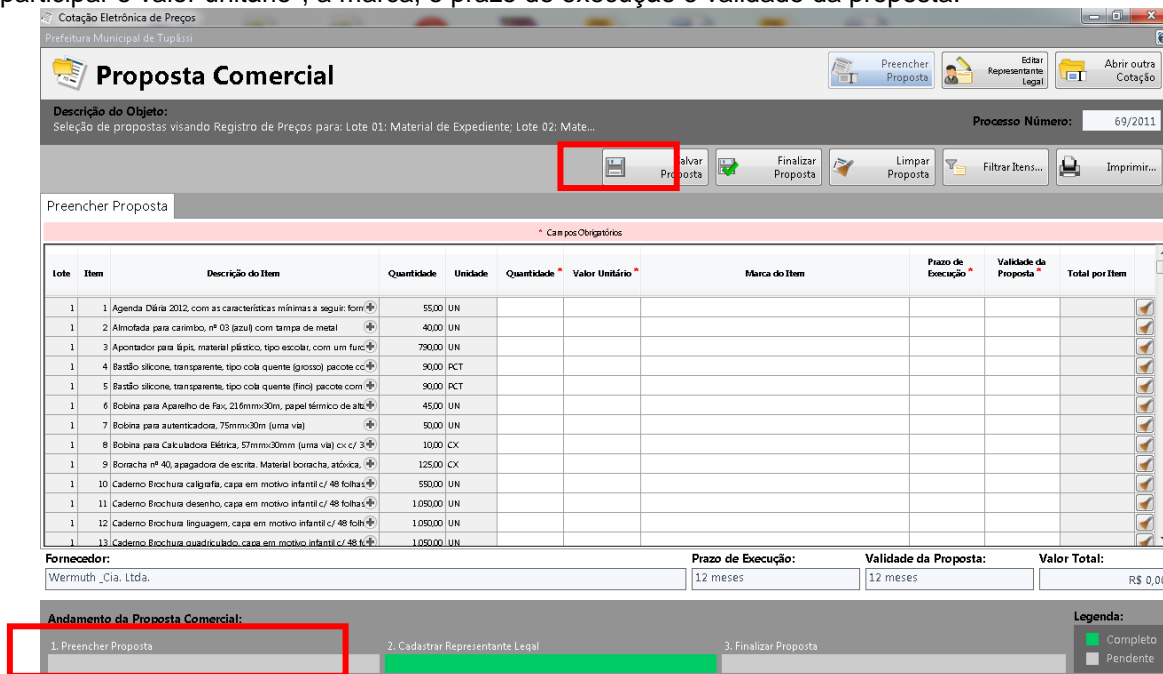 participar o valor unitário , a marca, o prazo de execução e validade da proposta.
Cotação Eletrônica de Preços
Prefeitura Municipal de Tupãssi
Proposta Comercial
Preencher Proposta
Editar Representante Legal
Abrir outra Cotação
Descrição do Objeto:
Seleção de propostas visando Registro de Preços para: Lote 01: Material de Expediente; Lote 02: Mate...
Processo Número: 69/2011
alvar Proposta
Finalizar Proposta
Limpar Proposta
Filtrar Itens...
Imprimir...
Preencher Proposta
* Campos Obrigatórios
Lote Item Descrição do Item Quantidade Unidade Quantidade * Valor Unitário * Marca do Item Prazo de Execução * Validade da Proposta * Total por Item
1 1 Agenda Diária 2012, com as características mínimas a seguir: form 55,00 UN
1 2 Almofada para carimbo, nº 03 (azul) com tampa de metal 40,00 UN
1 3 Apontador para lápis, material plástico, tipo escolar, com um furo 790,00 UN
1 4 Bastão silicone, transparente, tipo cola quente (grosso) pacote co 90,00 PCT
1 5 Bastão silicone, transparente, tipo cola quente (fino) pacote com 90,00 PCT
1 6 Bobina para Aparelho de Fax, 216mmx30m, papel térmico de alta 45,00 UN
1 7 Bobina para autenticadora, 75mmx30m (uma via) 50,00 UN
1 8 Bobina para Calculadora Elétrica, 57mmx30mm (uma via) cx c/ 3 10,00 CX
1 9 Borracha nº 40, apagadora de escrita. Material borracha, atóxica, 125,00 CX
1 10 Caderno Brochura caligrafia, capa em motivo infantil c/ 48 folhas 550,00 UN
1 11 Caderno Brochura desenho, capa em motivo infantil c/ 48 folhas 1.050,00 UN
1 12 Caderno Brochura linguagem, capa em motivo infantil c/ 48 folh 1.050,00 UN
1 13 Caderno Brochura quadriculado, capa em motivo infantil c/ 48 fo 1.050,00 UN
Fornecedor: Prazo de Execução: Validade da Proposta: Valor Total:
Wermuth _Cia. Ltda. 12 meses 12 meses R$ 0,00
Andamento da Proposta Comercial: Legenda:
1. Preencher Proposta 2. Cadastrar Representante Legal 3. Finalizar Proposta
Completo
Pendente